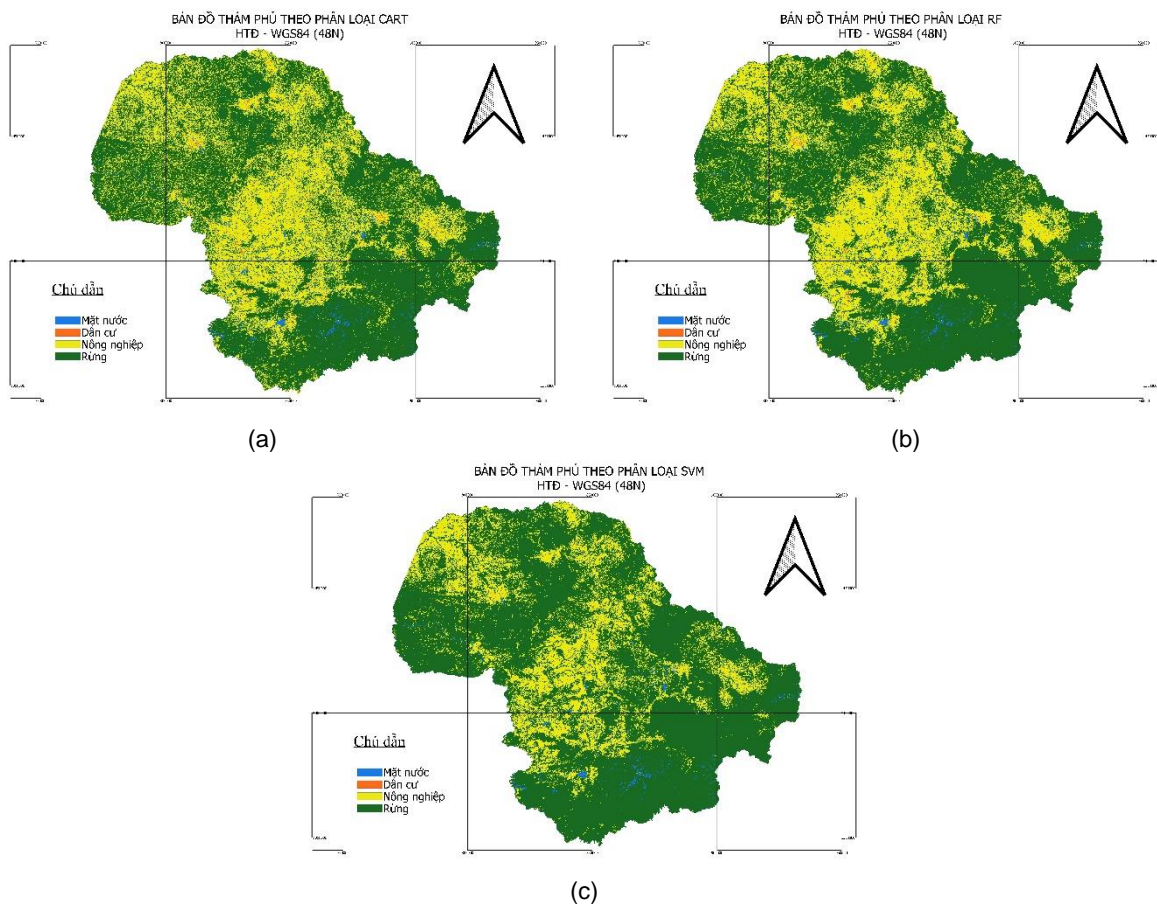 BẢN ĐỒ THẢM PHỦ THEO PHÂN LOẠI CART
HTĐ - WGS84 (48N)
Chú dẫn
Mặt nước
Dân cư
Nông nghiệp
Rừng
(a)
BẢN ĐỒ THẢM PHỦ THEO PHÂN LOẠI RF
HTĐ - WGS84 (48N)
Chú dẫn
Mặt nước
Dân cư
Nông nghiệp
Rừng
(b)
BẢN ĐỒ THẢM PHỦ THEO PHÂN LOẠI SVM
HTĐ - WGS84 (48N)
Chú dẫn
Mặt nước
Dân cư
Nông nghiệp
Rừng
(c)